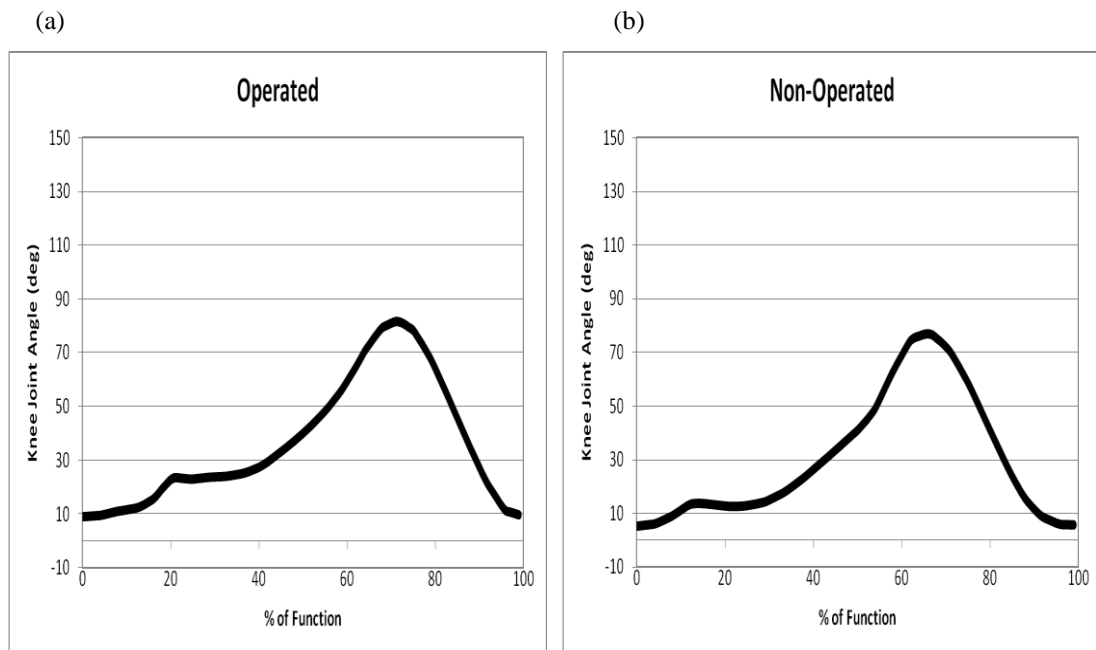 (a)
(b)
Operated
150
130
110
90
70
50
30
10
-10
Knee Joint Angle (deg)
0 20 40 60 80 100
% of Function
Non-Operated
150
130
110
90
70
50
30
10
-10
Knee Joint Angle (deg)
0 20 40 60 80 100
% of Function